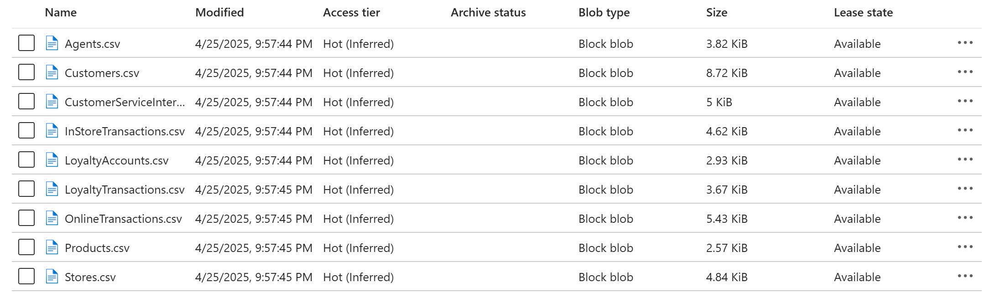 Name Modified Access tier Archive status Blob type Size Lease state
Agents.csv 4/25/2025, 9:57:44 PM Hot (Inferred) Block blob 3.82 KiB Available
Customers.csv 4/25/2025, 9:57:44 PM Hot (Inferred) Block blob 8.72 KiB Available
CustomerServiceInter... 4/25/2025, 9:57:44 PM Hot (Inferred) Block blob 5 KiB Available
InStoreTransactions.csv 4/25/2025, 9:57:44 PM Hot (Inferred) Block blob 4.62 KiB Available
LoyaltyAccounts.csv 4/25/2025, 9:57:44 PM Hot (Inferred) Block blob 2.93 KiB Available
LoyaltyTransactions.csv 4/25/2025, 9:57:45 PM Hot (Inferred) Block blob 3.67 KiB Available
OnlineTransactions.csv 4/25/2025, 9:57:45 PM Hot (Inferred) Block blob 5.43 KiB Available
Products.csv 4/25/2025, 9:57:45 PM Hot (Inferred) Block blob 2.57 KiB Available
Stores.csv 4/25/2025, 9:57:45 PM Hot (Inferred) Block blob 4.84 KiB Available